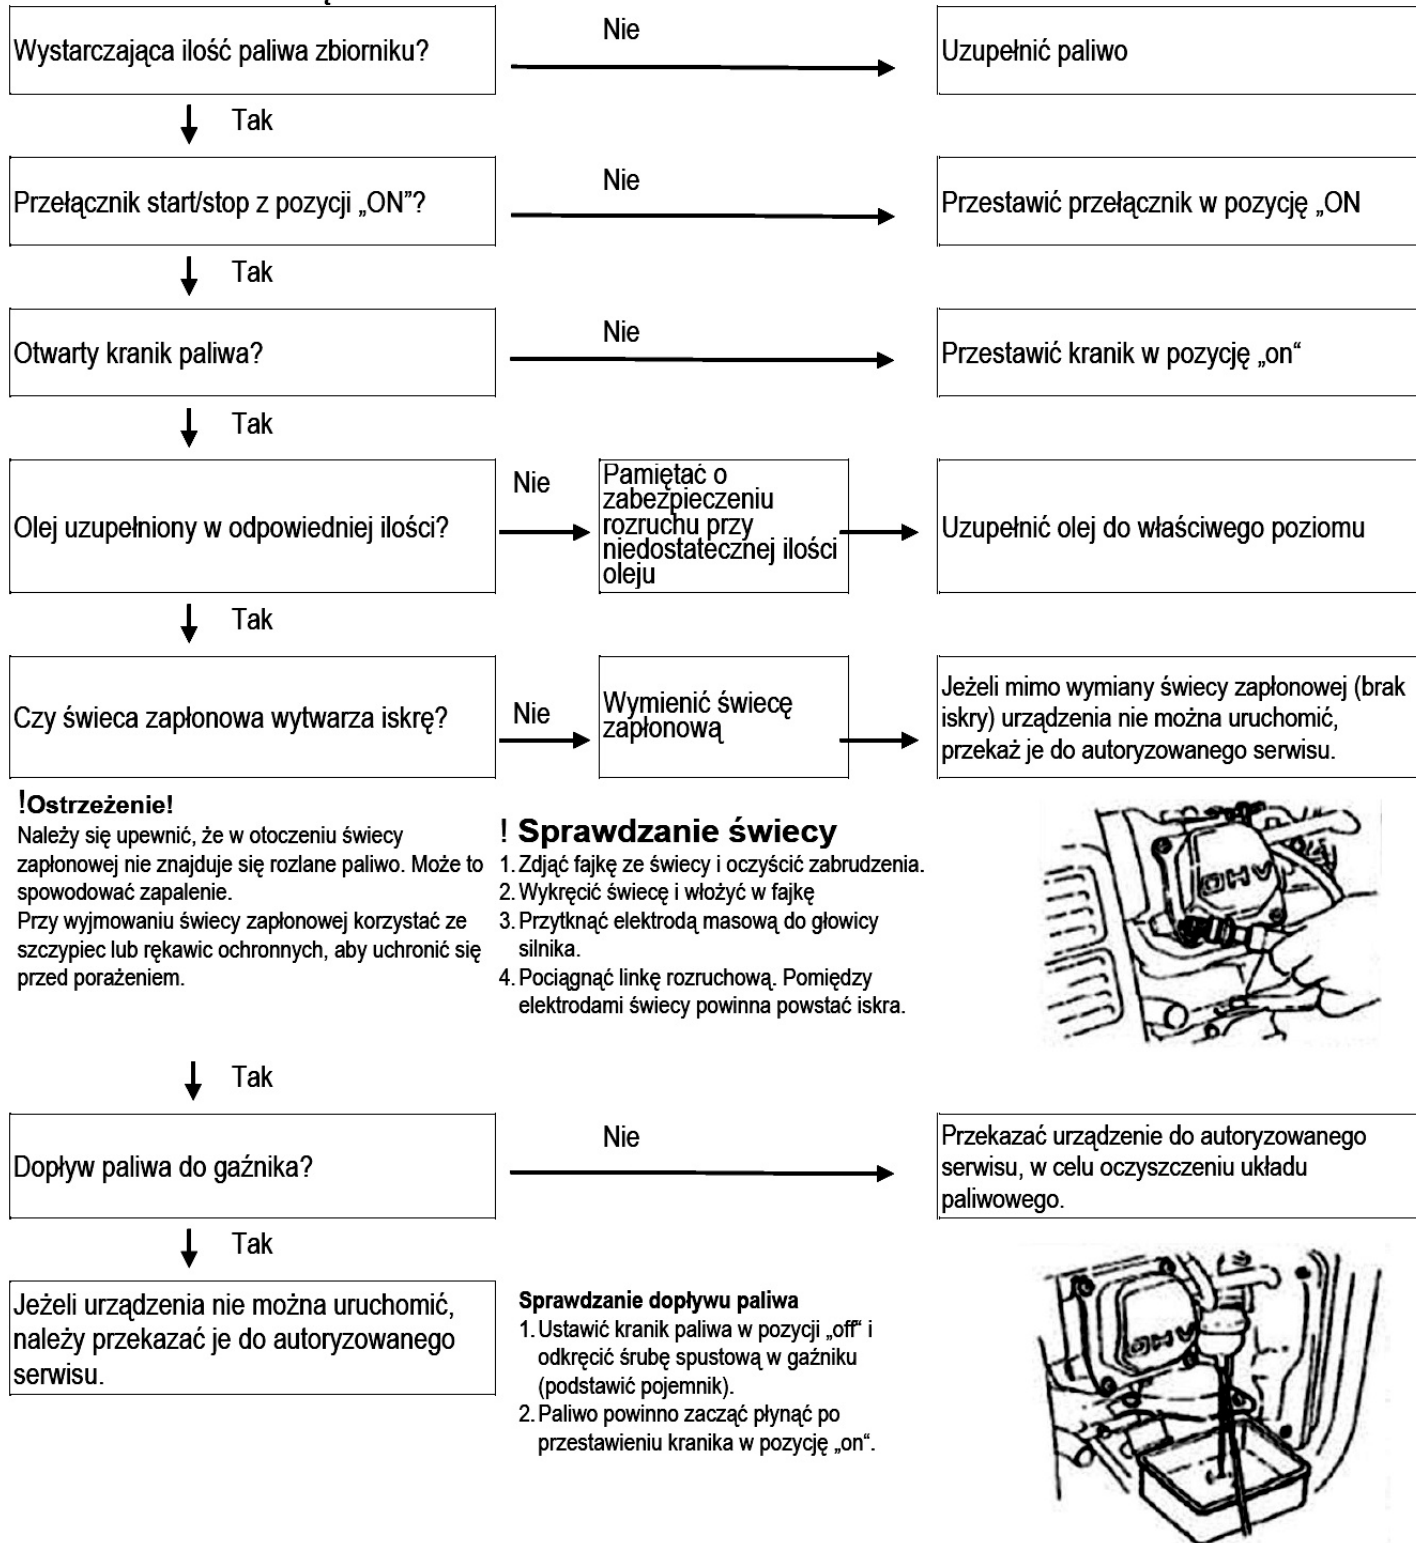 Wystarczająca ilość paliwa zbiorniku?
Nie
Uzupełnić paliwo
Tak
Przełącznik start/stop z pozycji „ON”?
Nie
Przestawić przełącznik w pozycję „ON
Tak
Otwarty kranik paliwa?
Nie
Przestawić kranik w pozycję „on“
Tak
Olej uzupełniony w odpowiedniej ilości?
Nie
Pamiętać o
zabezpieczeniu
rozruchu przy
niedostatecznej ilości
oleju
Uzupełnić olej do właściwego poziomu
Tak
Czy świeca zapłonowa wytwarza iskrę?
Nie
Wymienić świecę
zapłonową
Jeżeli mimo wymiany świecy zapłonowej (brak
iskry) urządzenia nie można uruchomić,
przekaż je do autoryzowanego serwisu.
!Ostrzeżenie!
Należy się upewnić, że w otoczeniu świecy
zapłonowej nie znajduje się rozlane paliwo. Może to
spowodować zapalenie.
Przy wyjmowaniu świecy zapłonowej korzystać ze
szczypiec lub rękawic ochronnych, aby uchronić się
przed porażeniem.
! Sprawdzanie świecy
1. Zdjąć fajkę ze świecy i oczyścić zabrudzenia.
2. Wykręcić świecę i włożyć w fajkę
3. Przytknąć elektrodą masową do głowicy
silnika.
4. Pociągnąć linkę rozruchową. Pomiędzy
elektrodami świecy powinna powstać iskra.
OHV
Tak
Dopływ paliwa do gaźnika?
Nie
Przekazać urządzenie do autoryzowanego
serwisu, w celu oczyszczeniu układu
paliwowego.
Tak
Jeżeli urządzenia nie można uruchomić,
należy przekazać je do autoryzowanego
serwisu.
Sprawdzanie dopływu paliwa
1. Ustawić kranik paliwa w pozycji „off“ i
odkręcić śrubę spustową w gaźniku
(podstawić pojemnik).
2. Paliwo powinno zacząć płynąć po
przestawieniu kranika w pozycję „on“.
OHV